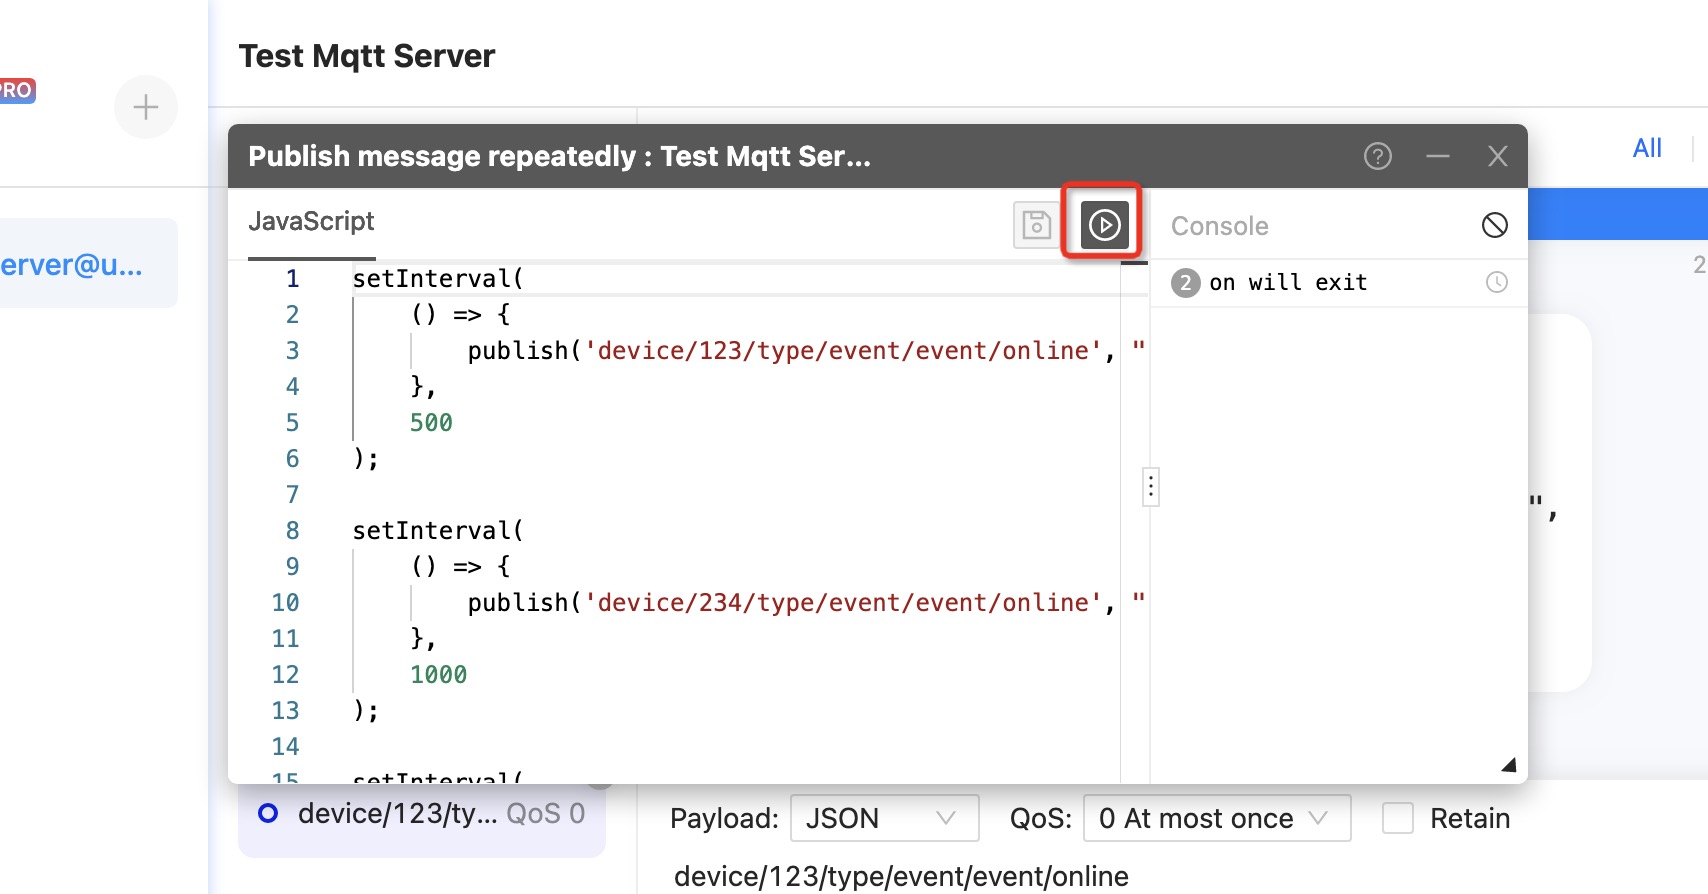 Test Mqtt Server
PRO
All
erver@u...
Publish message repeatedly : Test Mqtt Ser...
JavaScript
1 setInterval(
2 () => {
3 publish('device/123/type/event/event/online', "
4 },
5 500
6 );
7
8 setInterval(
9 () => {
10 publish('device/234/type/event/event/online', "
11 },
12 1000
13 );
14
15 setInterval(
Console
2 on will exit
2
",
device/123/ty... QoS 0
Payload: JSON QoS: 0 At most once Retain
device/123/type/event/event/online